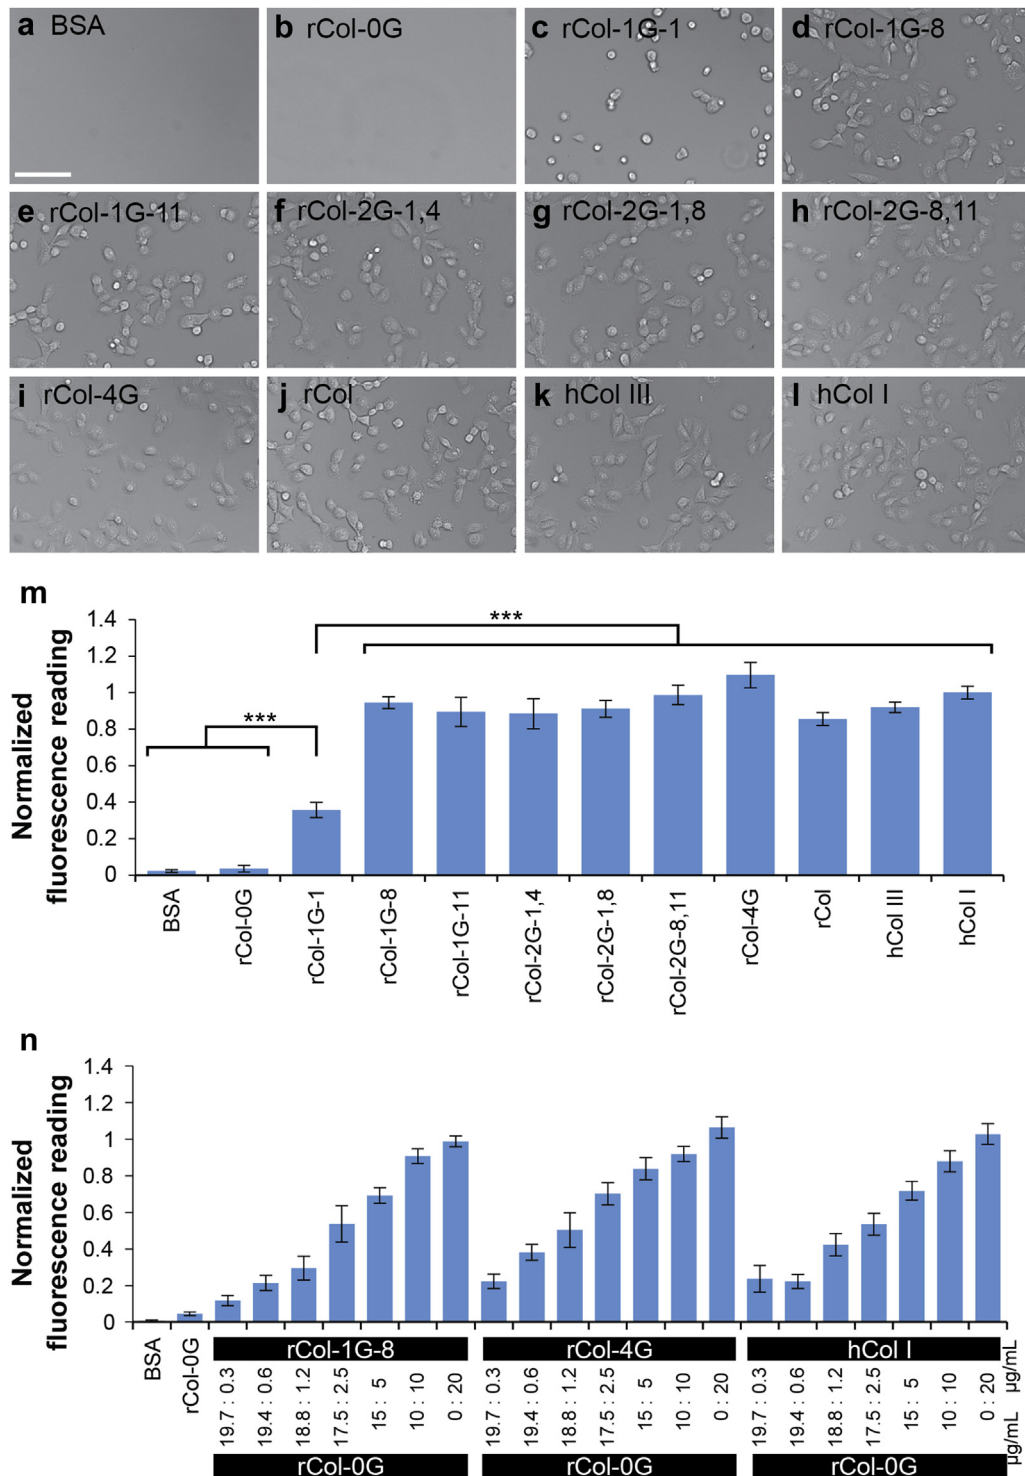 a BSA
b rCol-0G
c rCol-1G-1
d rCol-1G-8
e rCol-1G-11
f rCol-2G-1,4
g rCol-2G-1,8
h rCol-2G-8,11
i rCol-4G
j rCol
k hCol III
l hCol I
m
Normalized
fluorescence reading
1.4
1.2
1
0.8
0.6
0.4
0.2
0
***
***
BSA
rCol-0G
rCol-1G-1
rCol-1G-8
rCol-1G-11
rCol-2G-1,4
rCol-2G-1,8
rCol-2G-8,11
rCol-4G
rCol
hCol III
hCol I
n
Normalized
fluorescence reading
1.4
1.2
1
0.8
0.6
0.4
0.2
0
BSA
rCol-0G
rCol-1G-8
rCol-4G
hCol I
µg/mL
19.7 : 0.3
19.4 : 0.6
18.8 : 1.2
17.5 : 2.5
15 : 5
10 : 10
0 : 20
19.7 : 0.3
19.4 : 0.6
18.8 : 1.2
17.5 : 2.5
15 : 5
10 : 10
0 : 20
19.7 : 0.3
19.4 : 0.6
18.8 : 1.2
17.5 : 2.5
15 : 5
10 : 10
0 : 20
rCol-0G
rCol-0G
rCol-0G
µg/mL